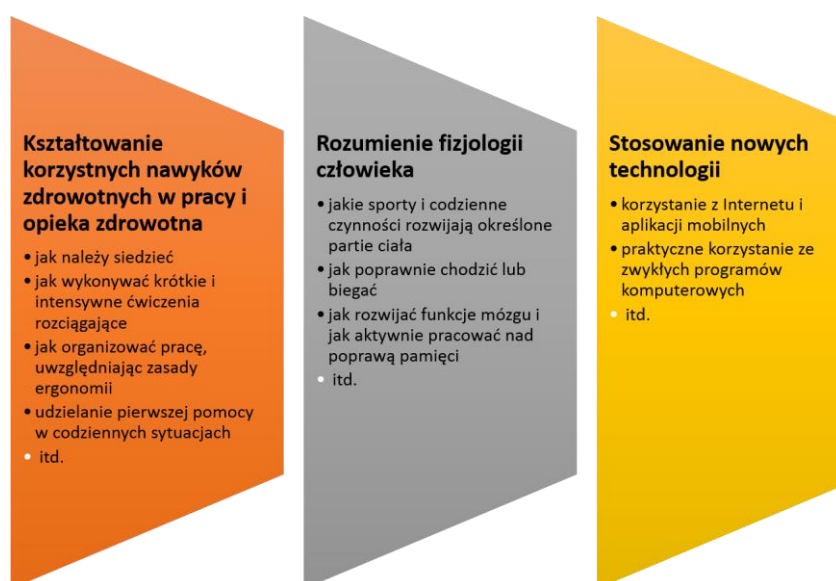 Kształtowanie
korzystnych nawyków
zdrowotnych w pracy i
opieka zdrowotna
• jak należy siedzieć
• jak wykonywać krótkie i
intensywne ćwiczenia
rozciągające
• jak organizować pracę,
uwzględniając zasady
ergonomii
• udzielanie pierwszej pomocy
w codziennych sytuacjach
• itd.
Rozumienie fizjologii
człowieka
• jakie sporty i codzienne
czynności rozwijają określone
partie ciała
• jak poprawnie chodzić lub
biegać
• jak rozwijać funkcje mózgu i
jak aktywnie pracować nad
poprawą pamięci
• itd.
Stosowanie nowych
technologii
• korzystanie z Internetu i
aplikacji mobilnych
• praktyczne korzystanie ze
zwykłych programów
komputerowych
• itd.